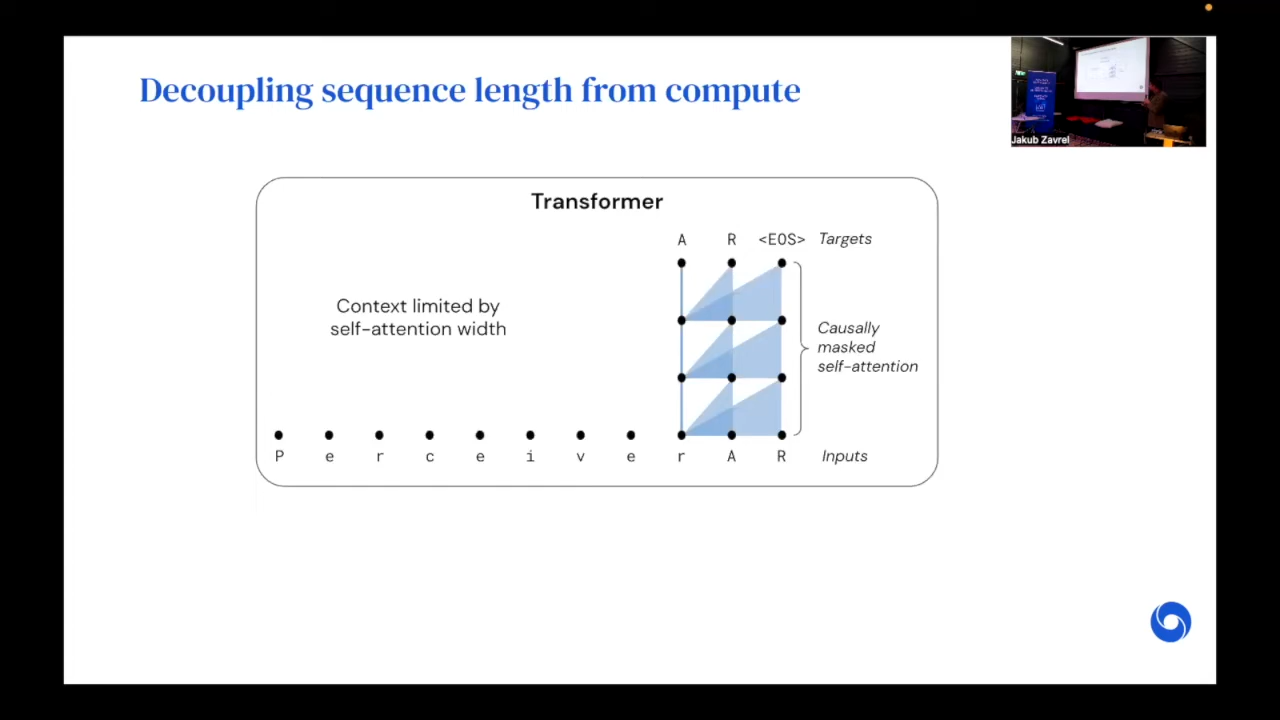 Decoupling sequence length from compute
Jakub Zavrel
Transformer
A R <EOS> Targets
Context limited by
self-attention width
Causally
masked
self-attention
P e r c e i v e r A R Inputs